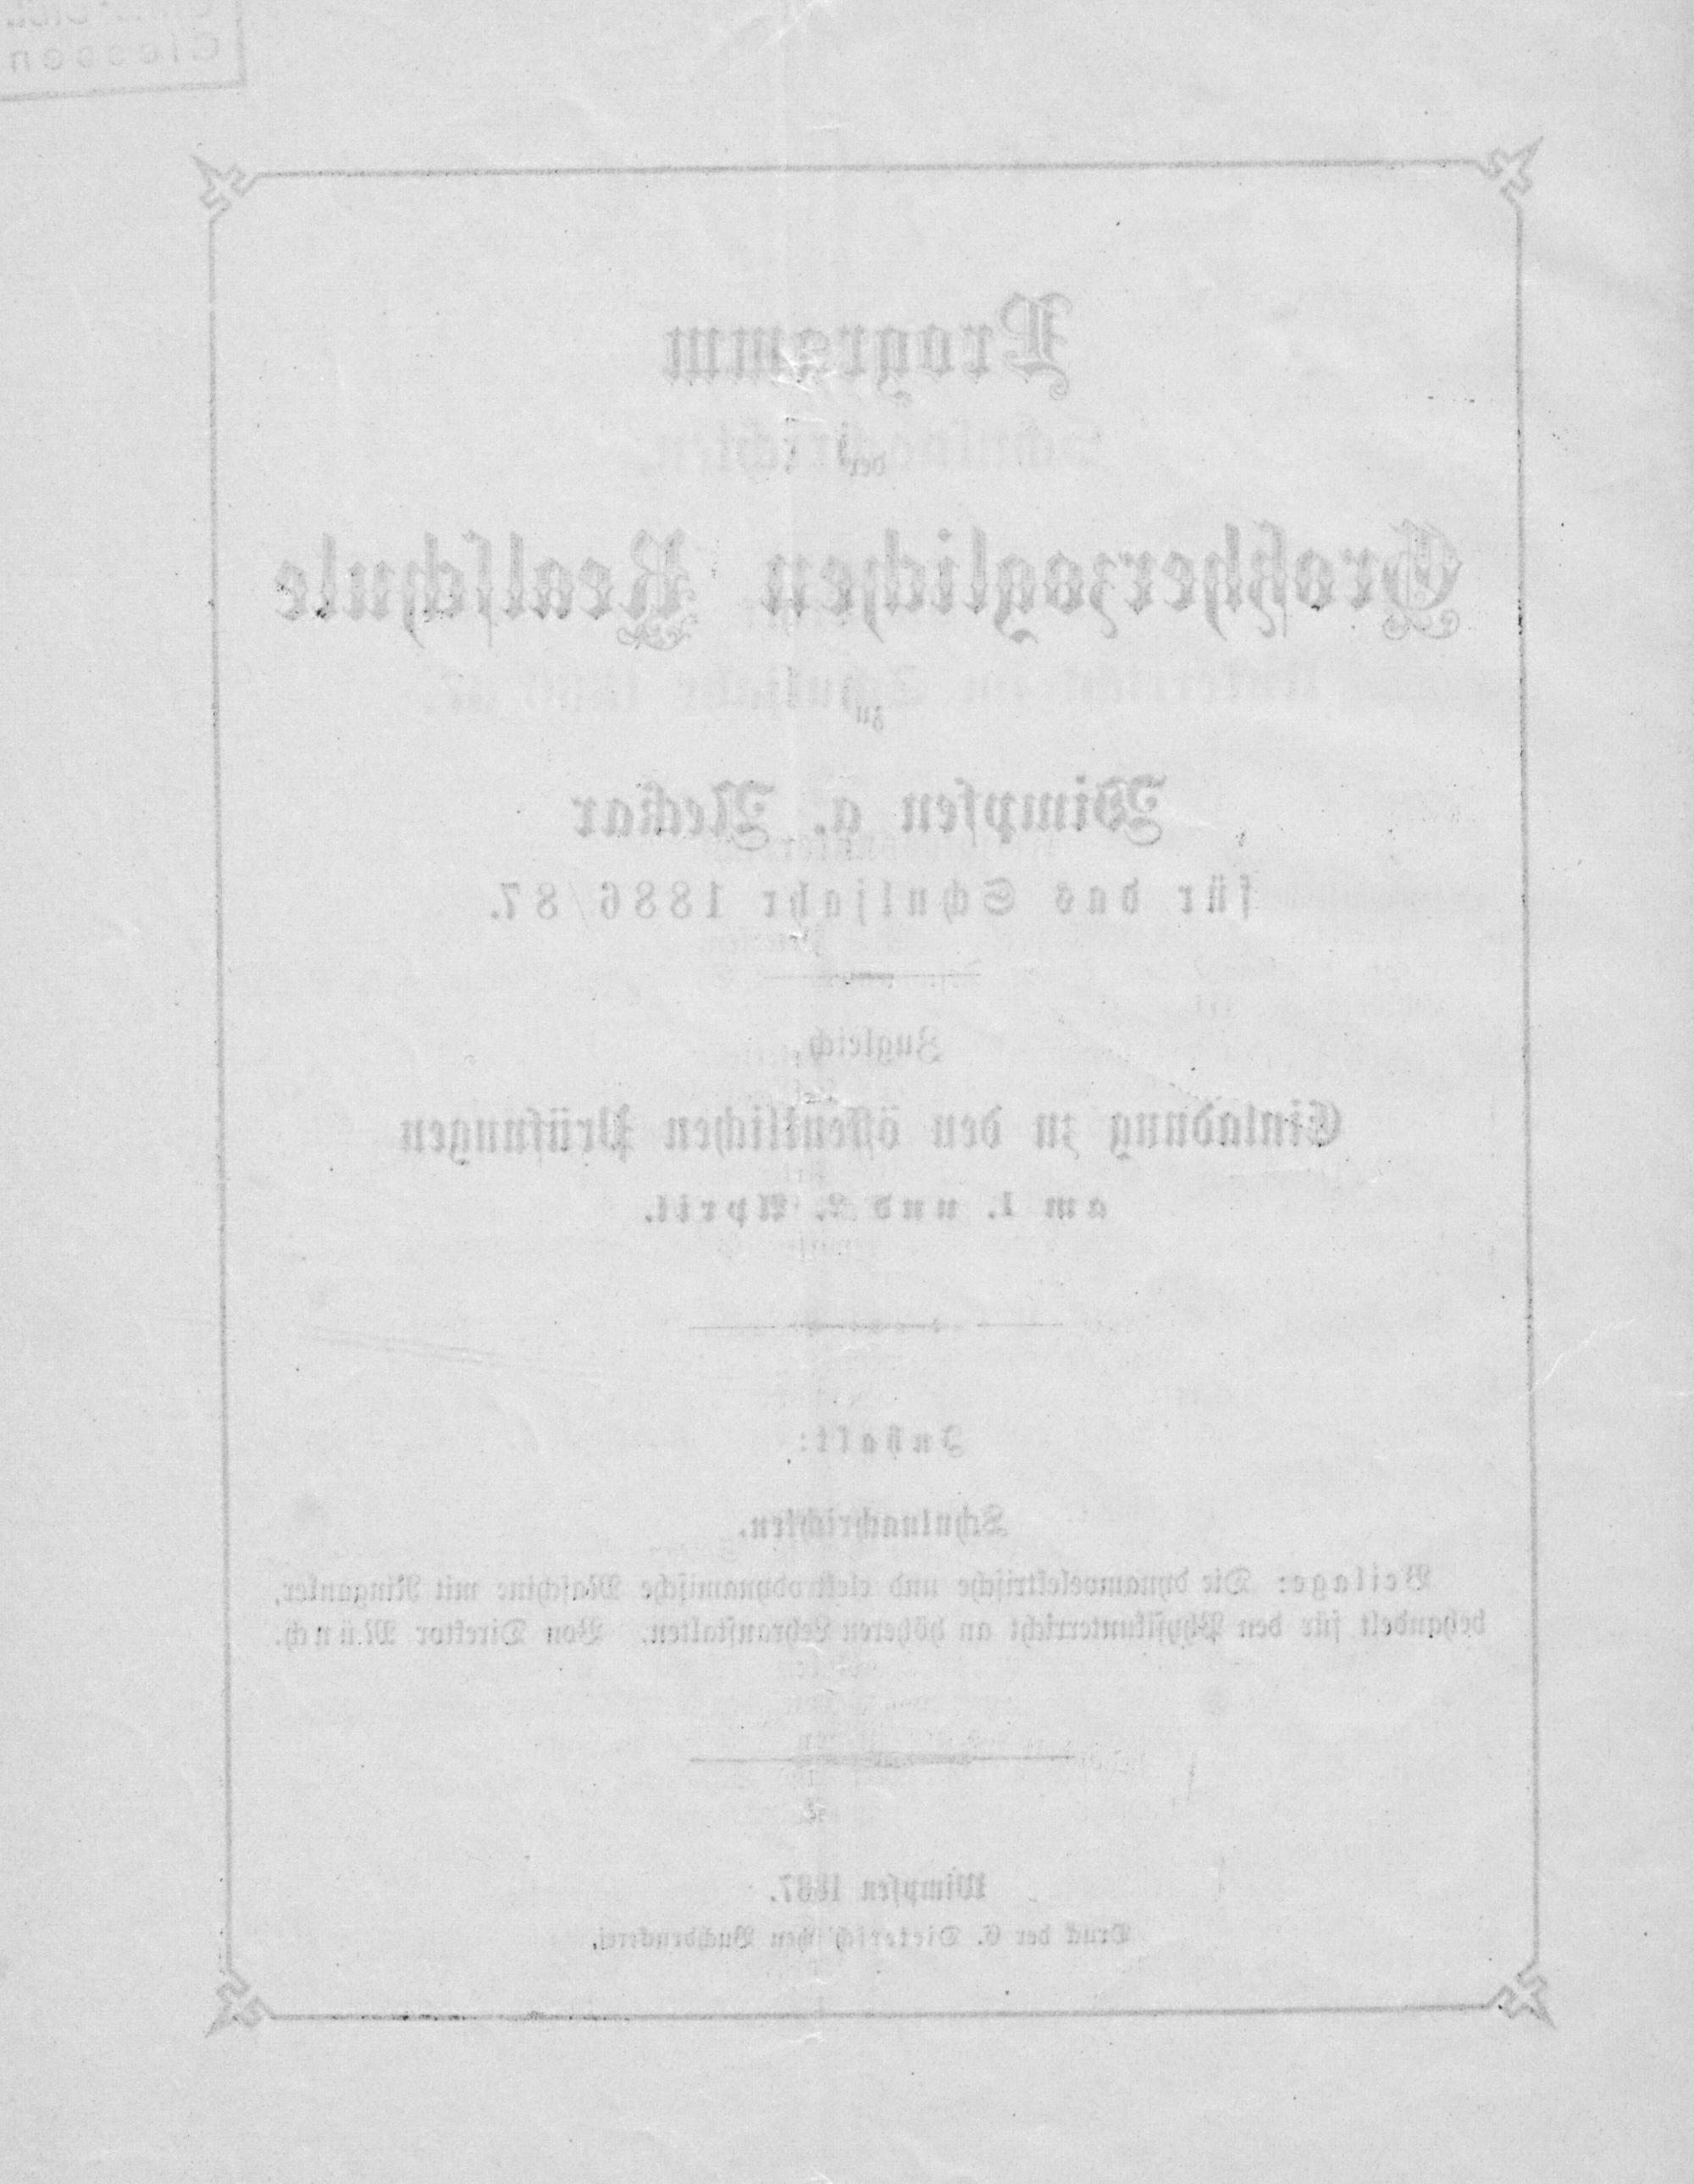 Programm
der
Großherzoglichen Realschule
zu
Wimpfen a. Neckar
für das Schuljahr 1886/87.
Zugleich
Einladung zu den öffentlichen Prüfungen
am 1. und 2. April.
Inhalt:
Schulnachrichten.
Beilage: Die dynamoelektrische und elektrodynamische Maschine mit Ringanker,
behandelt für den Physikunterricht an höheren Lehranstalten. Von Direktor Münch.
Wimpfen 1887.
Druck der G. Dieterich'schen Buchdruckerei.
Giessen